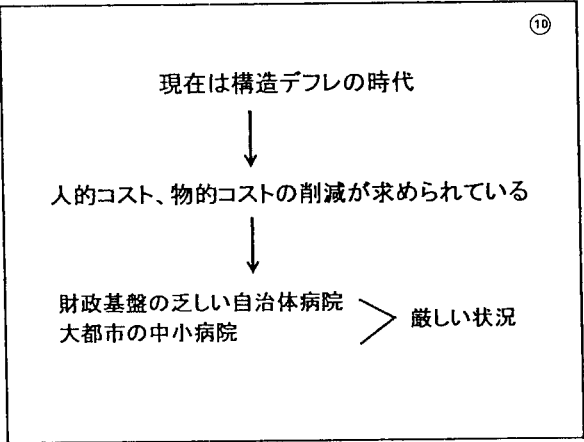 ⑩
現在は構造デフレの時代
人的コスト、物的コストの削減が求められている
財政基盤の乏しい自治体病院
大都市の中小病院
厳しい状況